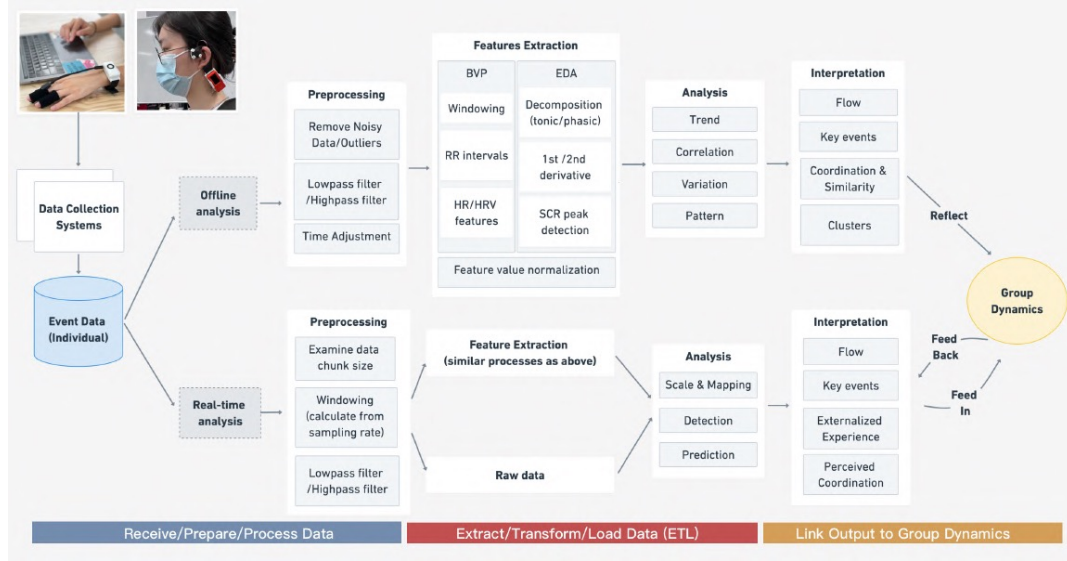 Data Collection
Systems
Event Data
(Individual)
Offline
analysis
Real-time
analysis
Preprocessing
Remove Noisy
Data/Outliers
Lowpass filter
/Highpass filter
Time Adjustment
Features Extraction
BVP
Windowing
RR intervals
HR/HRV
features
EDA
Decomposition
(tonic/phasic)
1st /2nd
derivative
SCR peak
detection
Feature value normalization
Analysis
Trend
Correlation
Variation
Pattern
Interpretation
Flow
Key events
Coordination &
Similarity
Clusters
Reflect
Group
Dynamics
Feed
Back
Feed
In
Preprocessing
Examine data
chunk size
Windowing
(calculate from
sampling rate)
Lowpass filter
/Highpass filter
Feature Extraction
(similar processes as above)
Raw data
Analysis
Scale & Mapping
Detection
Prediction
Interpretation
Flow
Key events
Externalized
Experience
Perceived
Coordination
Receive/Prepare/Process Data
Extract/Transform/Load Data (ETL)
Link Output to Group Dynamics